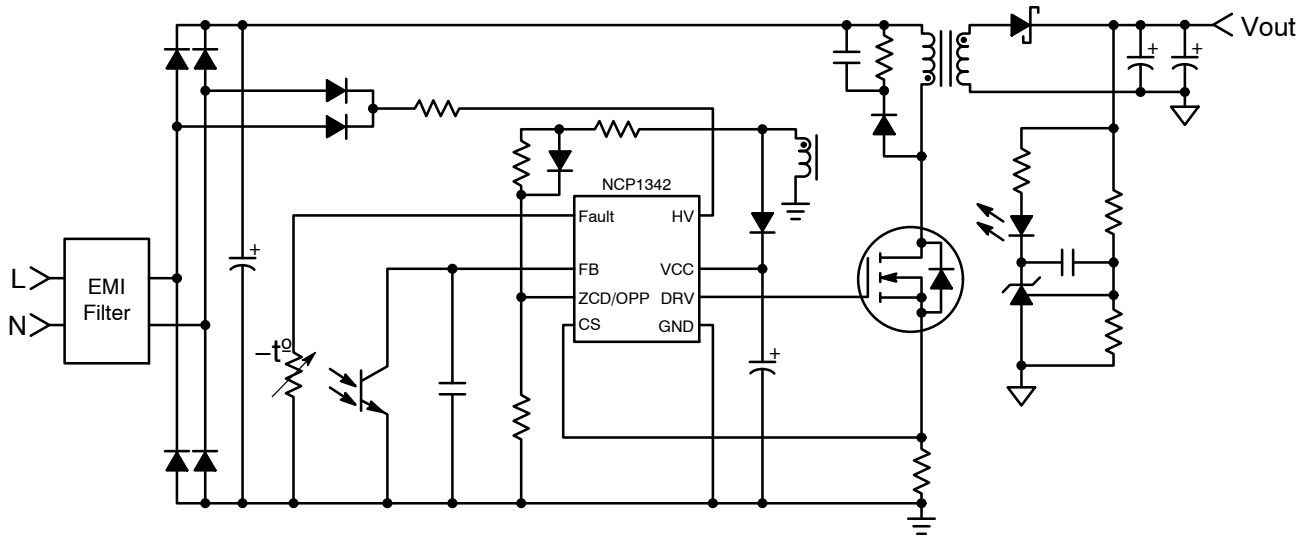 Vout
NCP1342
Fault HV
FB VCC
ZCD/OPP DRV
CS GND
L
N
EMI
Filter
–tº
+
+
+
+